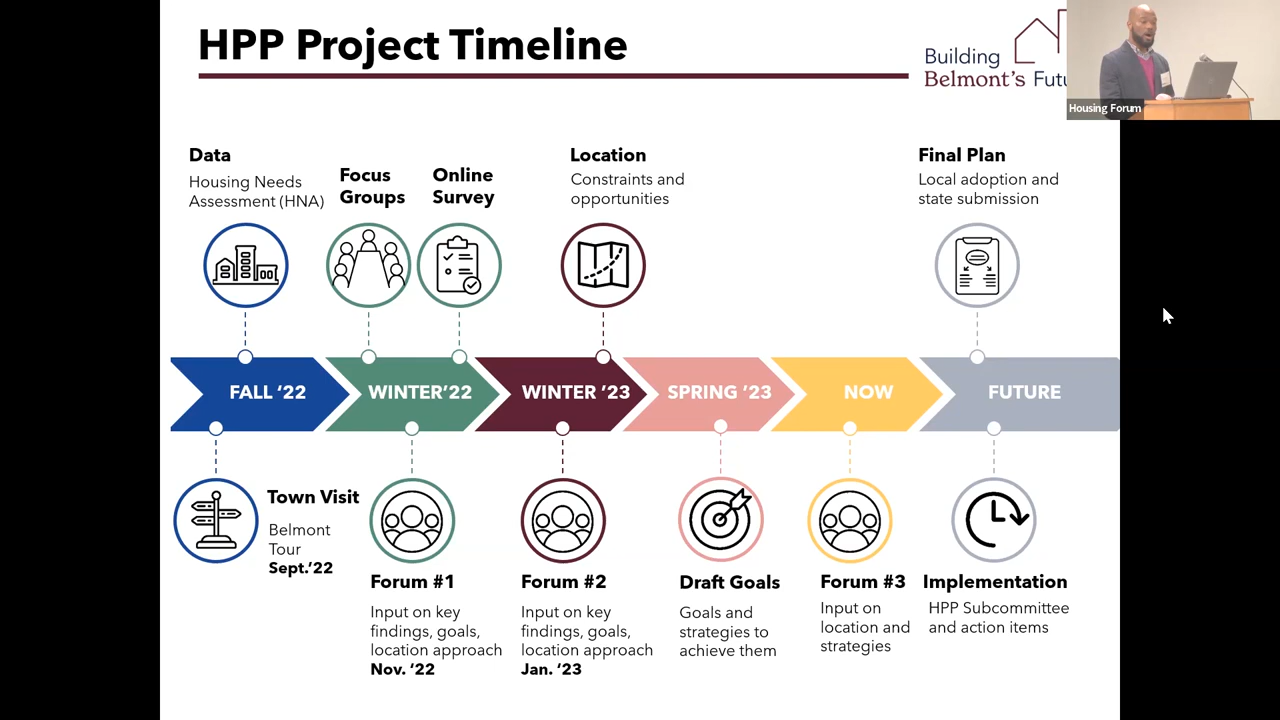 HPP Project Timeline
Building
Belmont's Futu
Housing Forum
Data
Housing Needs
Assessment (HNA)
Focus
Groups
Online
Survey
Location
Constraints and
opportunities
Final Plan
Local adoption and
state submission
FALL '22
WINTER'22
WINTER '23
SPRING '23
NOW
FUTURE
Town Visit
Belmont
Tour
Sept.'22
Forum #1
Input on key
findings, goals,
location approach
Nov. '22
Forum #2
Input on key
findings, goals,
location approach
Jan. '23
Draft Goals
Goals and
strategies to
achieve them
Forum #3
Input on
location and
strategies
Implementation
HPP Subcommittee
and action items